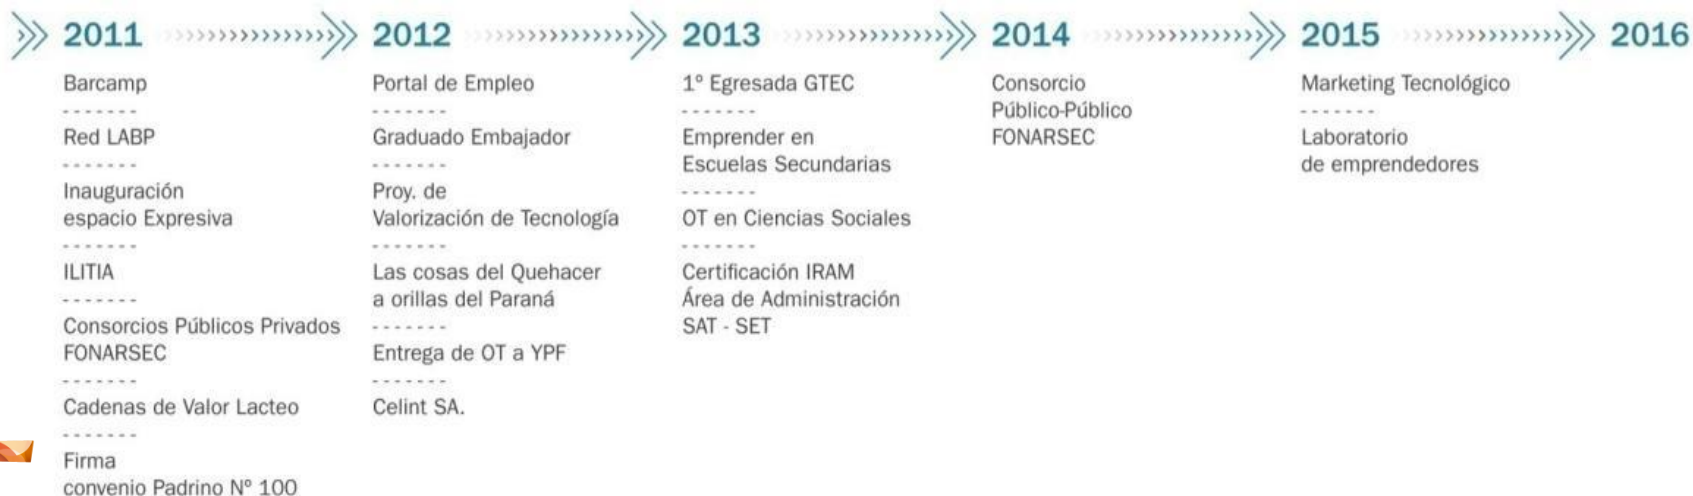 2011
Barcamp
Red LABP
Inauguración
espacio Expresiva
ILITIA
Consorcios Públicos Privados
FONARSEC
Cadenas de Valor Lacteo
Firma
convenio Padrino Nº 100
2012
Portal de Empleo
Graduado Embajador
Proy. de
Valorización de Tecnología
Las cosas del Quehacer
a orillas del Paraná
Entrega de OT a YPF
Celint SA.
2013
1º Egresada GTEC
Emprender en
Escuelas Secundarias
OT en Ciencias Sociales
Certificación IRAM
Área de Administración
SAT - SET
2014
Consorcio
Público-Público
FONARSEC
2015
Marketing Tecnológico
Laboratorio
de emprendedores
2016